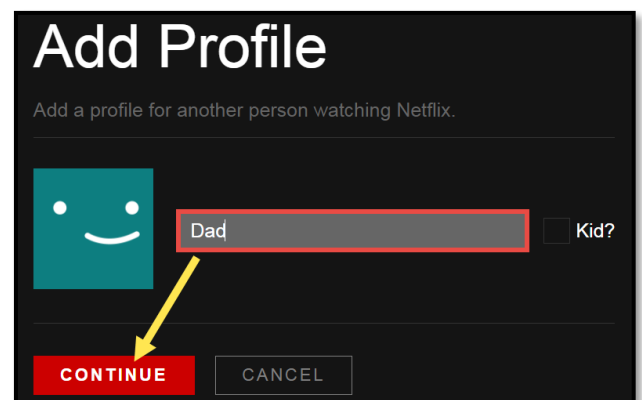 Add Profile
Add a profile for another person watching Netflix.
Dad
Kid?
CONTINUE
CANCEL